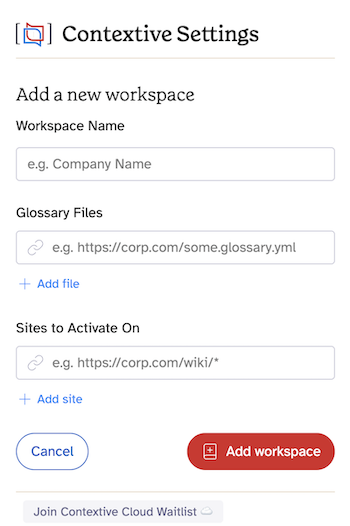 Contextive Settings
Add a new workspace
Workspace Name
e.g. Company Name
Glossary Files
e.g. https://corp.com/some.glossary.yml
+ Add file
Sites to Activate On
e.g. https://corp.com/wiki/*
+ Add site
Cancel
Add workspace
Join Contextive Cloud Waitlist